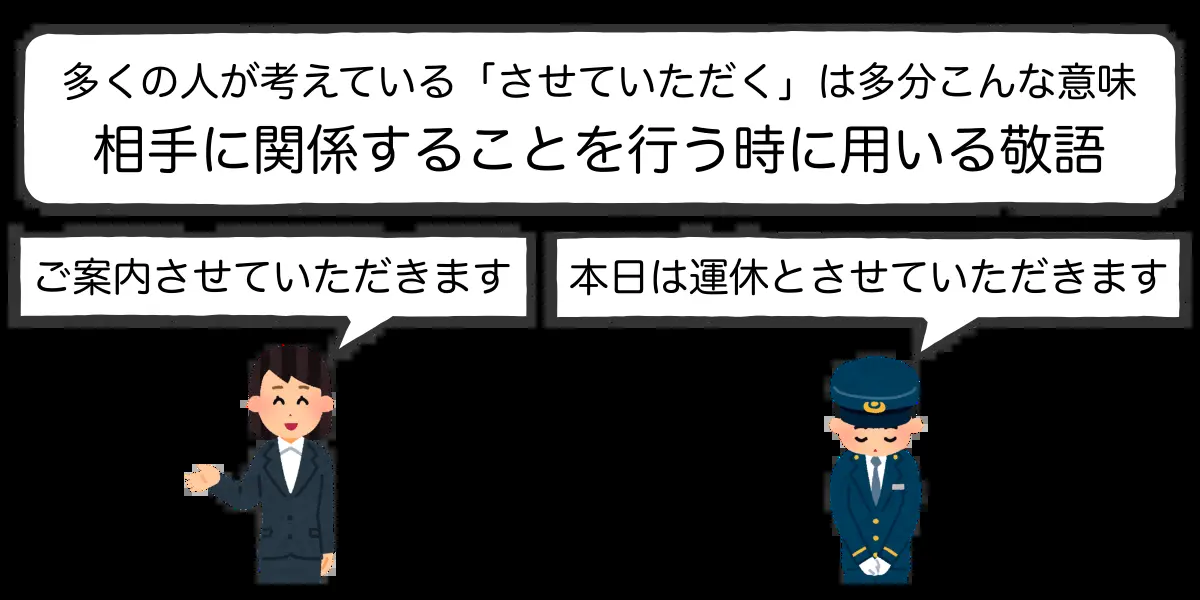 多くの人が考えている「させていただく」は多分こんな意味
相手に関係することを行う時に用いる敬語
ご案内させていただきます
本日は運休とさせていただきます